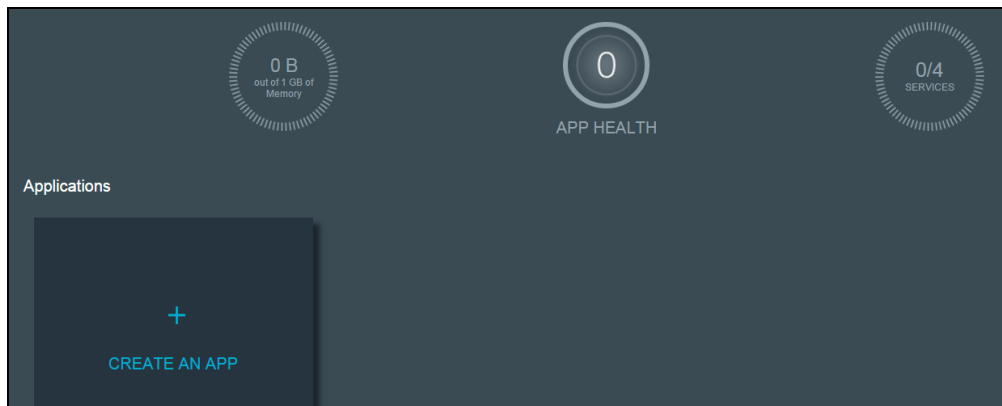 0 B
out of 1 GB of
Memory
0
APP HEALTH
0/4
SERVICES
Applications
+
CREATE AN APP